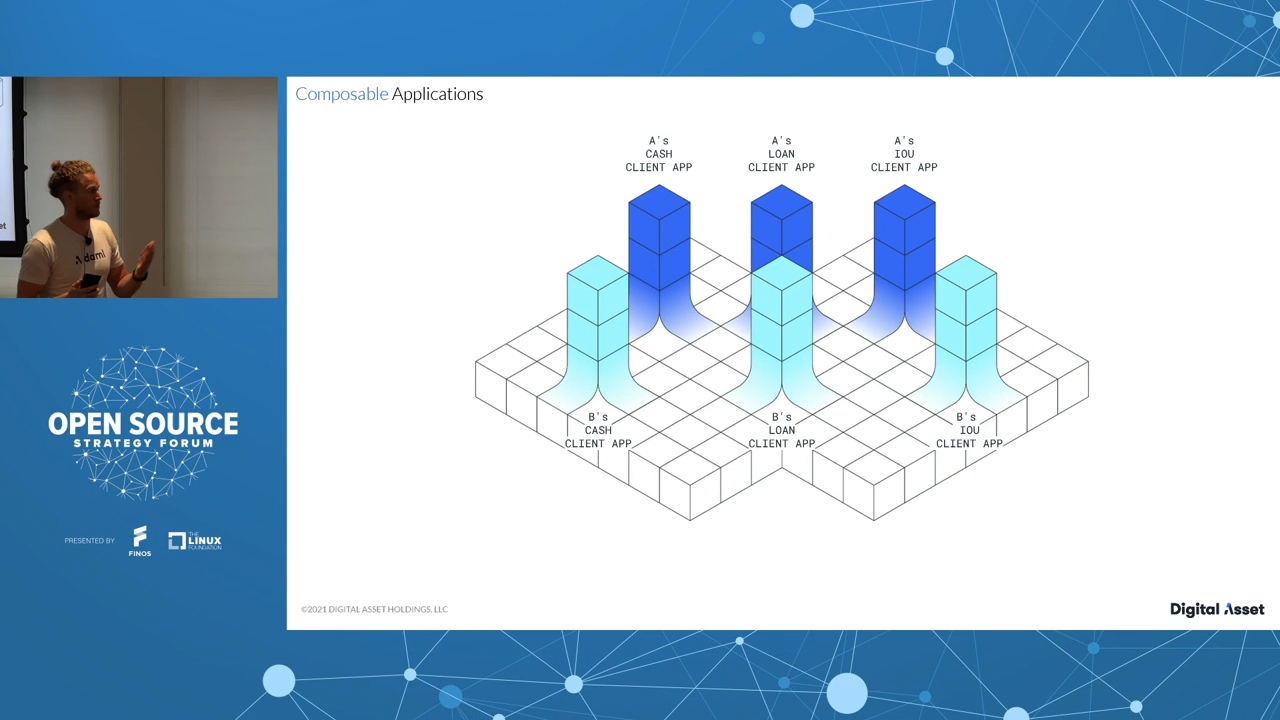 Composable Applications
A's
CASH
CLIENT APP
A's
LOAN
CLIENT APP
A's
IOU
CLIENT APP
B's
CASH
CLIENT APP
B's
LOAN
CLIENT APP
B's
IOU
CLIENT APP
©2021 DIGITAL ASSET HOLDINGS, LLC
Digital Asset
et
daml
OPEN SOURCE
STRATEGY FORUM
PRESENTED BY
FINOS
THE
LINUX
FOUNDATION